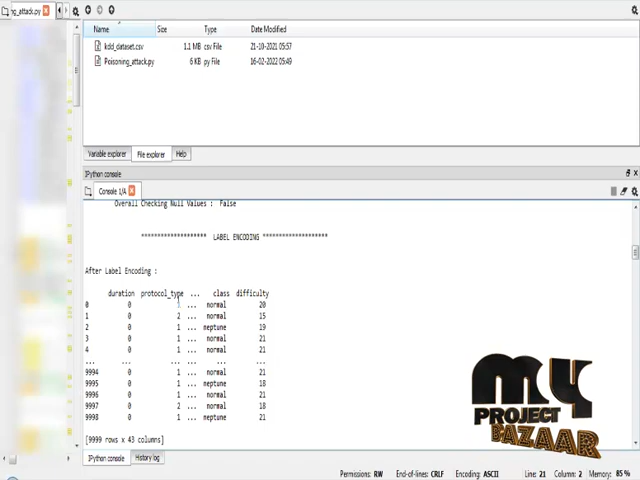 ng_attack.py
Name Size Type Date Modified
kdd_dataset.csv 1.1 MB csv File 21-10-2021 05:57
Poisoning_attack.py 6 KB py File 16-02-2022 05:49
Variable explorer File explorer Help
IPython console
Console 1/A
Overall Checking Null Values : False
******************** LABEL ENCODING ********************
After Label Encoding :
duration protocol_type ... class difficulty
0 0 1 ... normal 20
1 0 2 ... normal 15
2 0 1 ... neptune 19
3 0 1 ... normal 21
4 0 1 ... normal 21
... ... ... ... ... ...
9994 0 1 ... normal 21
9995 0 1 ... neptune 18
9996 0 1 ... normal 21
9997 0 2 ... normal 18
9998 0 1 ... neptune 21
[9999 rows x 43 columns]
MY
PROJECT
BAZAAR
IPython console History log
Permissions: RW End-of-lines: CRLF Encoding: ASCII Line: 21 Column: 2 Memory: 85 %